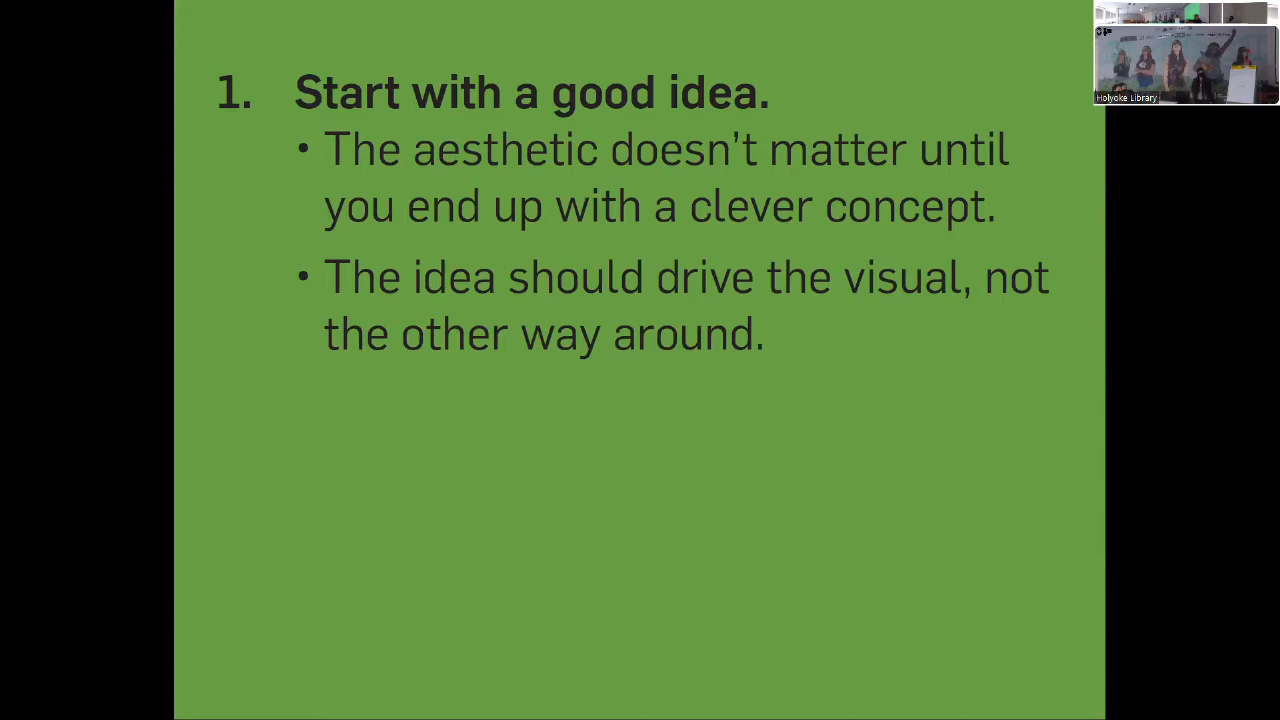 1. Start with a good idea.
• The aesthetic doesn't matter until
you end up with a clever concept.
• The idea should drive the visual, not
the other way around.
Holyoke Library